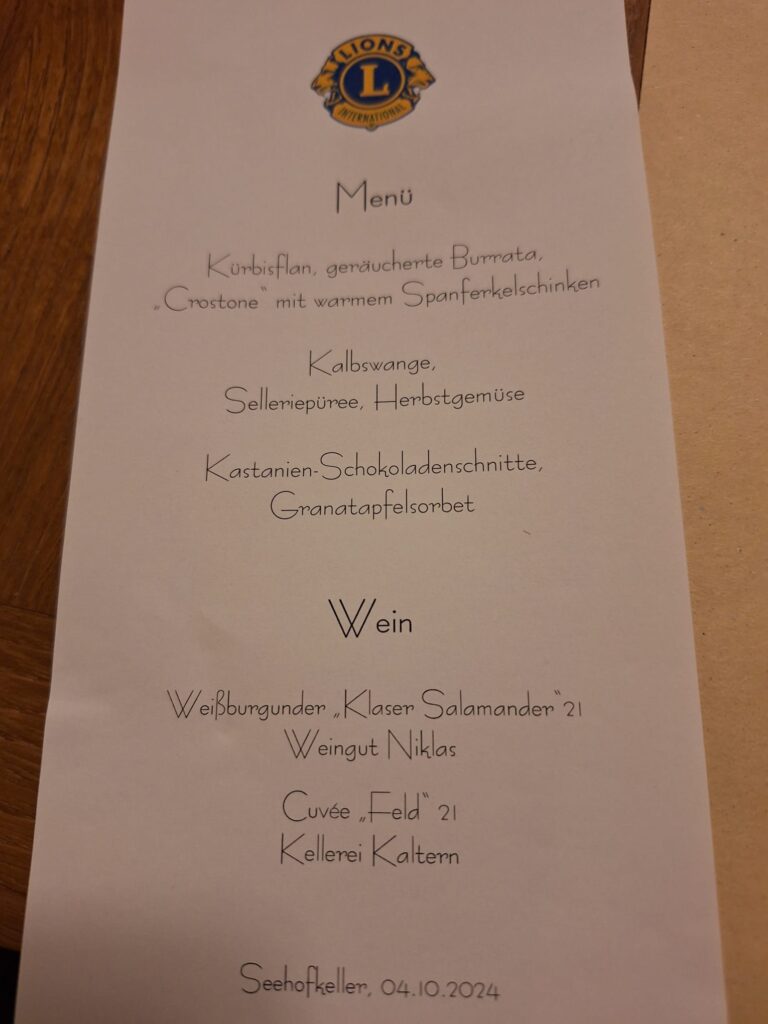 LIONS
L
INTERNATIONAL
Menü
Kürbisflan, geräucherte Burrata,
„Crostone“ mit warmem Spanferkelschinken
Kalbswange,
Selleriepüree, Herbstgemüse
Kastanien-Schokoladenschnitte,
Granatapfelsorbet
Wein
Weißburgunder „Klaser Salamander“ 21
Weingut Niklas
Cuvée „Feld“ 21
Kellerei Kaltern
Seehofkeller, 04.10.2024